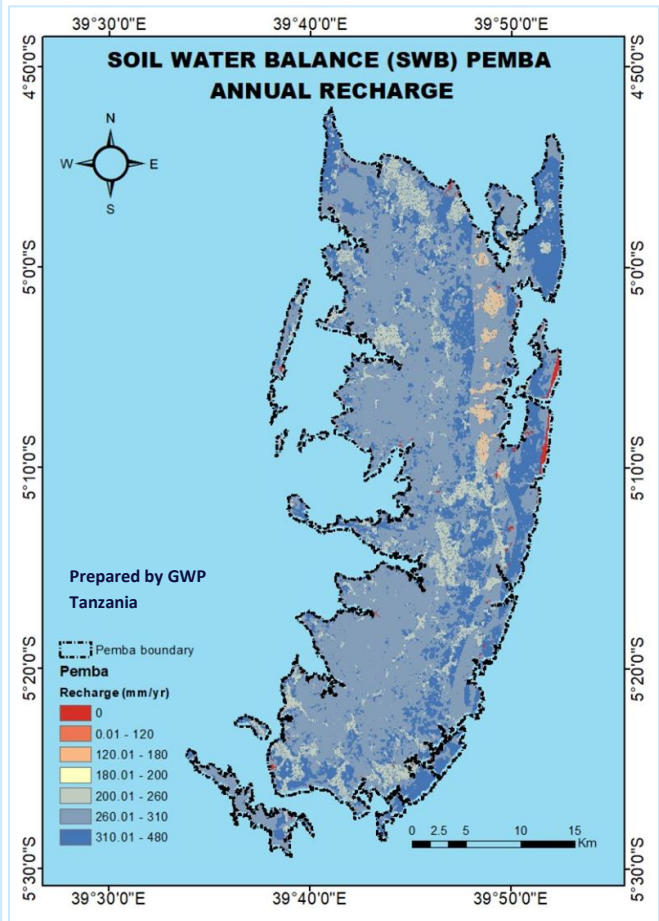 39°30'0"E 39°40'0"E 39°50'0"E
SOIL WATER BALANCE (SWB) PEMBA
ANNUAL RECHARGE
N
W E
S
4°50'0"S 4°50'0"S
5°0'0"S 5°0'0"S
5°10'0"S 5°10'0"S
Prepared by GWP
Tanzania
5°20'0"S 5°20'0"S
Pemba boundary
Pemba
Recharge (mm/yr)
0
0.01 - 120
120.01 - 180
180.01 - 200
200.01 - 260
260.01 - 310
310.01 - 480
0 2.5 5 10 15
Km
5°30'0"S 5°30'0"S
39°30'0"E 39°40'0"E 39°50'0"E